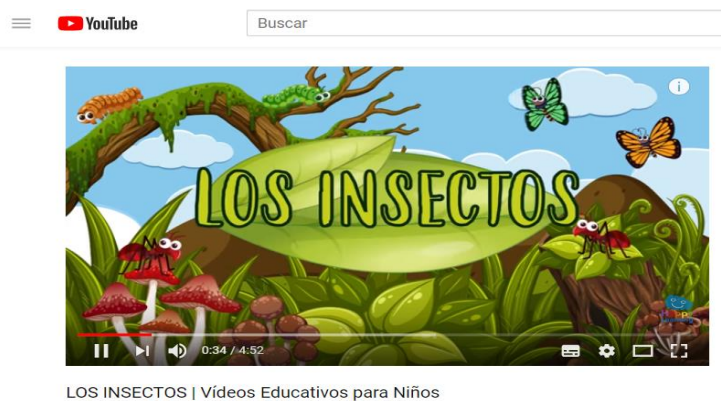 YouTube
Buscar
LOS INSECTOS
0:34 / 4:52
LOS INSECTOS | Vídeos Educativos para Niños